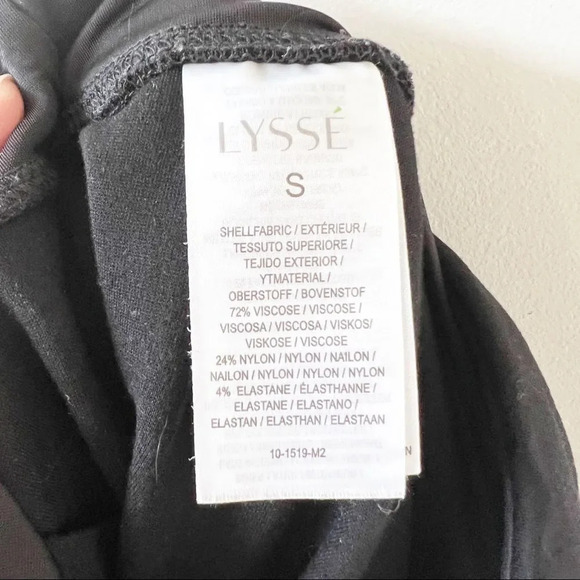 LYSSÉ
S
SHELLFABRIC / EXTÉRIEUR /
TESSUTO SUPERIORE /
TEJIDO EXTERIOR /
YTMATERIAL /
OBERSTOFF / BOVENSTOF
72% VISCOSE / VISCOSE /
VISCOSA / VISCOSA / VISKOS/
VISKOSE / VISCOSE
24% NYLON / NYLON / NAÏLON /
NAILON / NYLON / NYLON / NYLON
4% ELASTANE / ÉLASTHANNE /
ELASTANE / ELASTANO /
ELASTAN / ELASTHAN / ELASTAAN
10-1519-M2
N